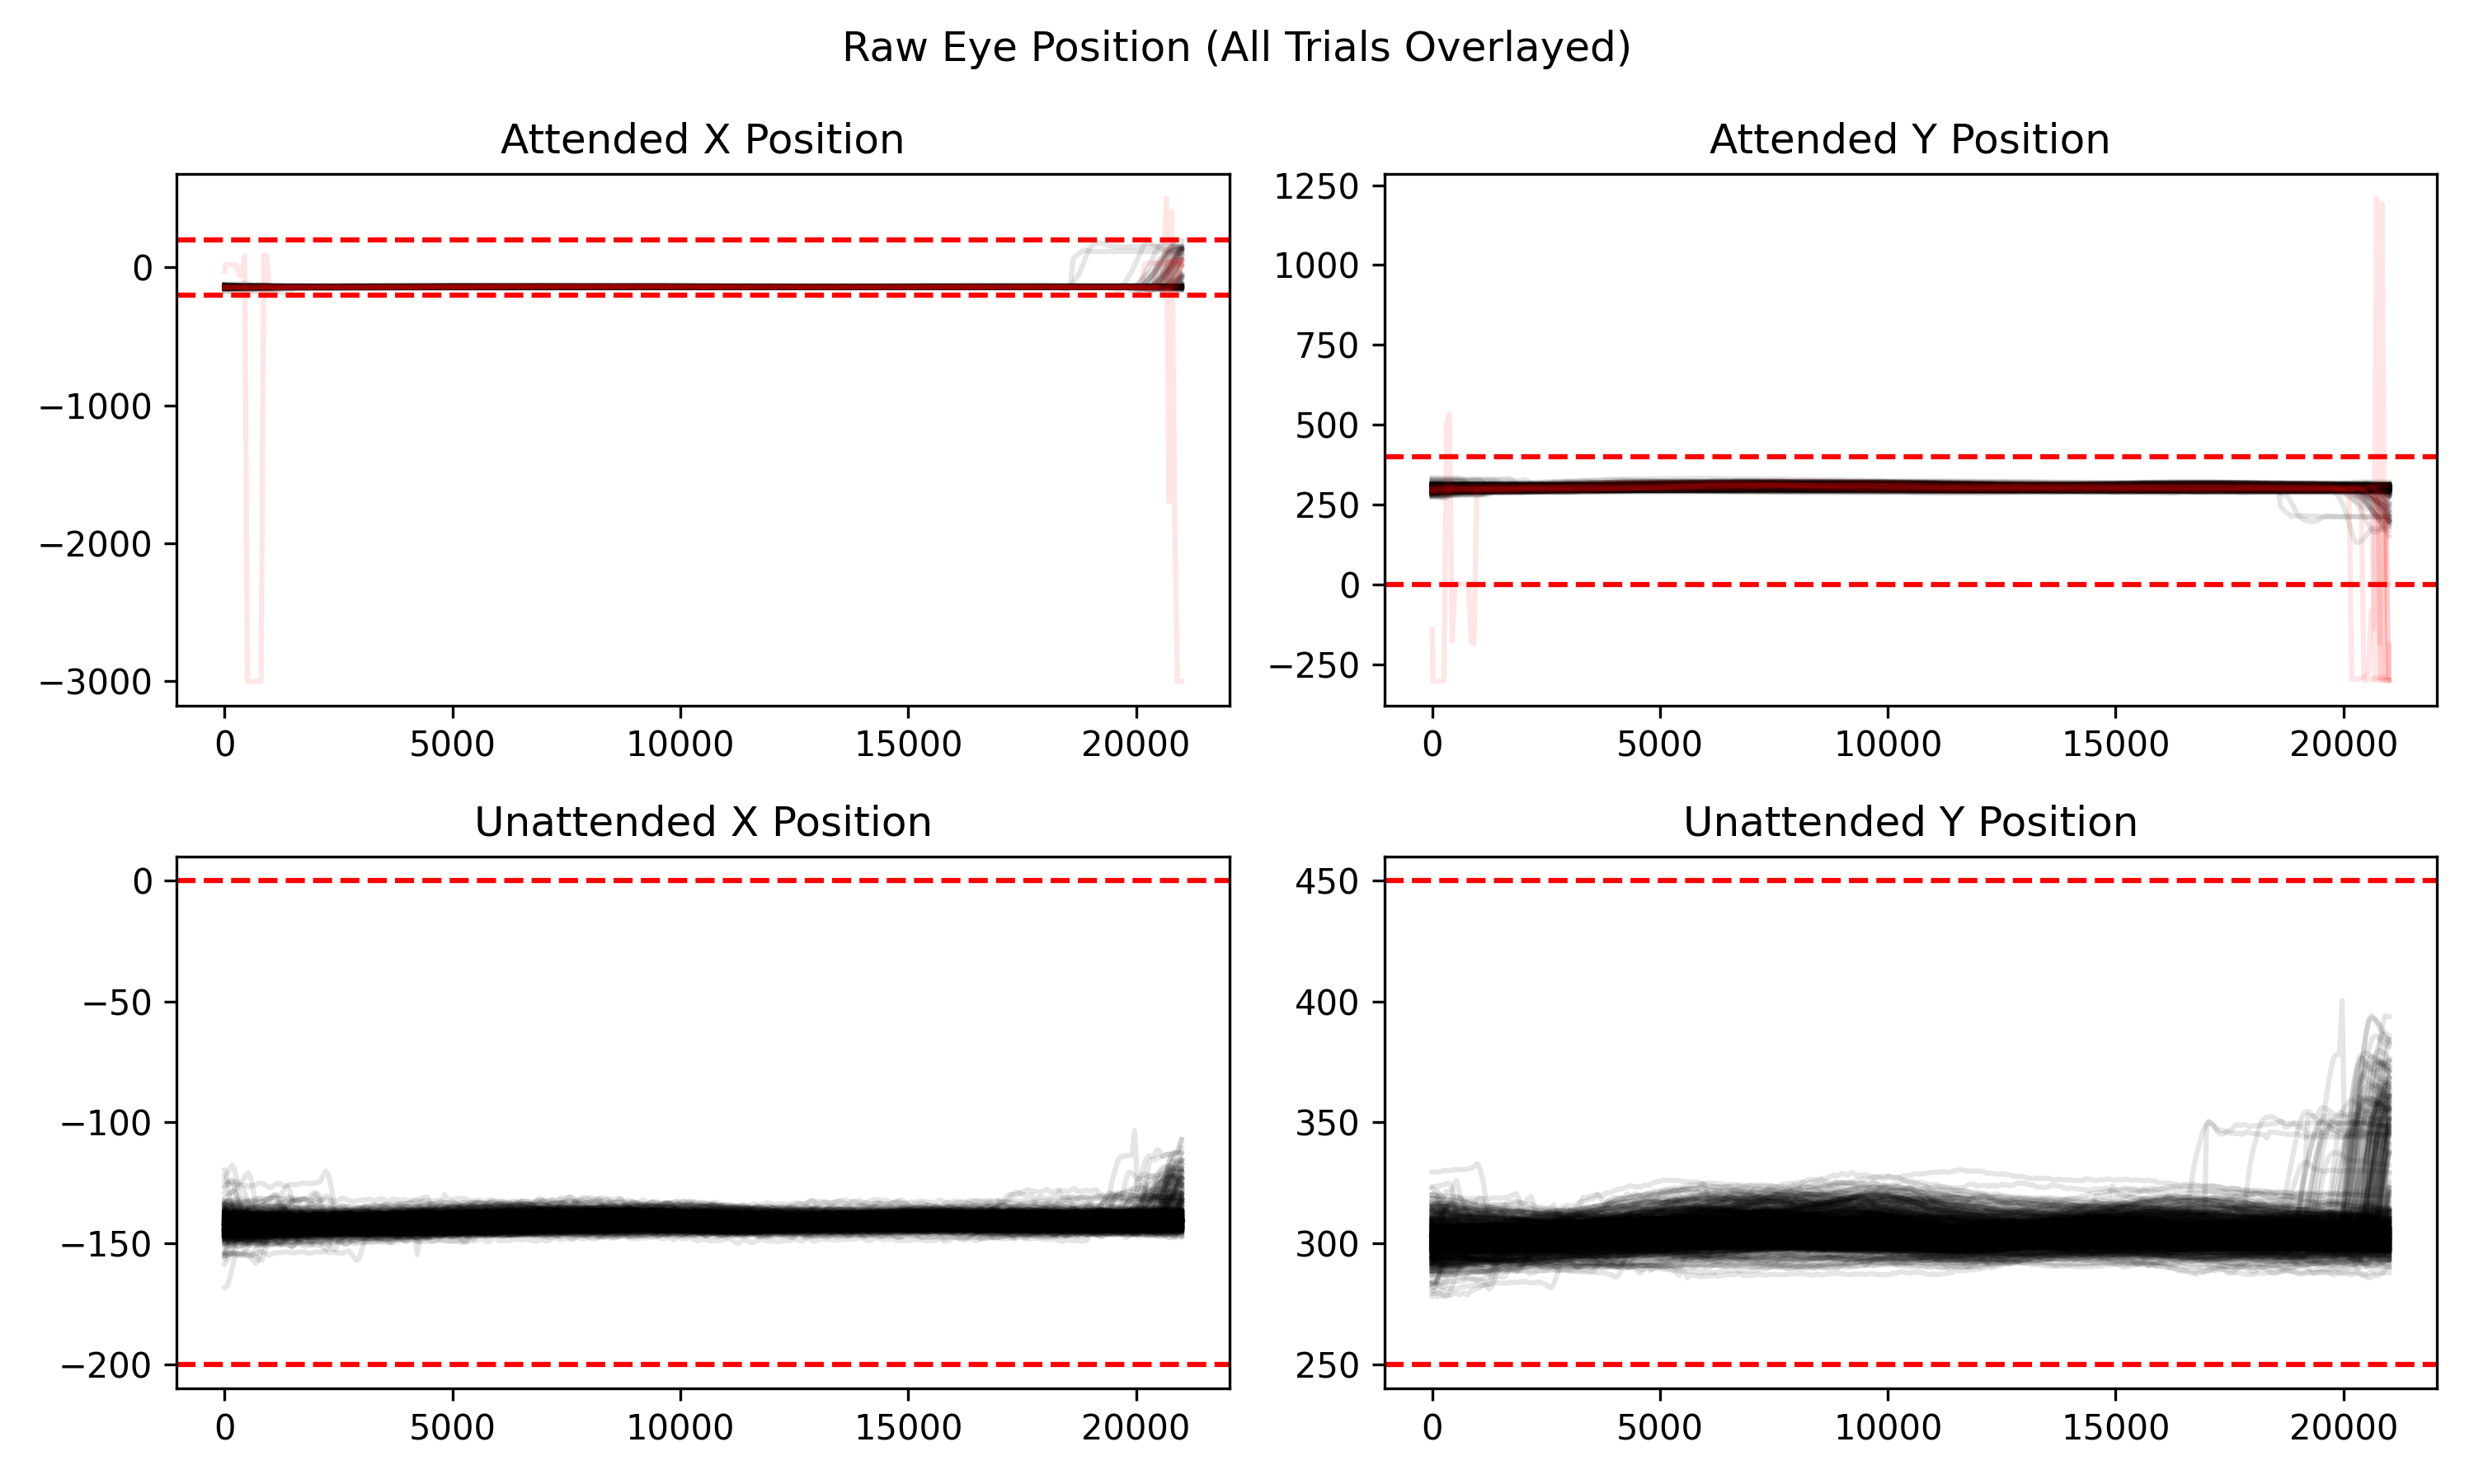 Raw Eye Position (All Trials Overlayed)
Attended X Position
0
−1000
−2000
−3000
0 5000 10000 15000 20000
Attended Y Position
1250
1000
750
500
250
0
−250
0 5000 10000 15000 20000
Unattended X Position
0
−50
−100
−150
−200
0 5000 10000 15000 20000
Unattended Y Position
450
400
350
300
250
0 5000 10000 15000 20000